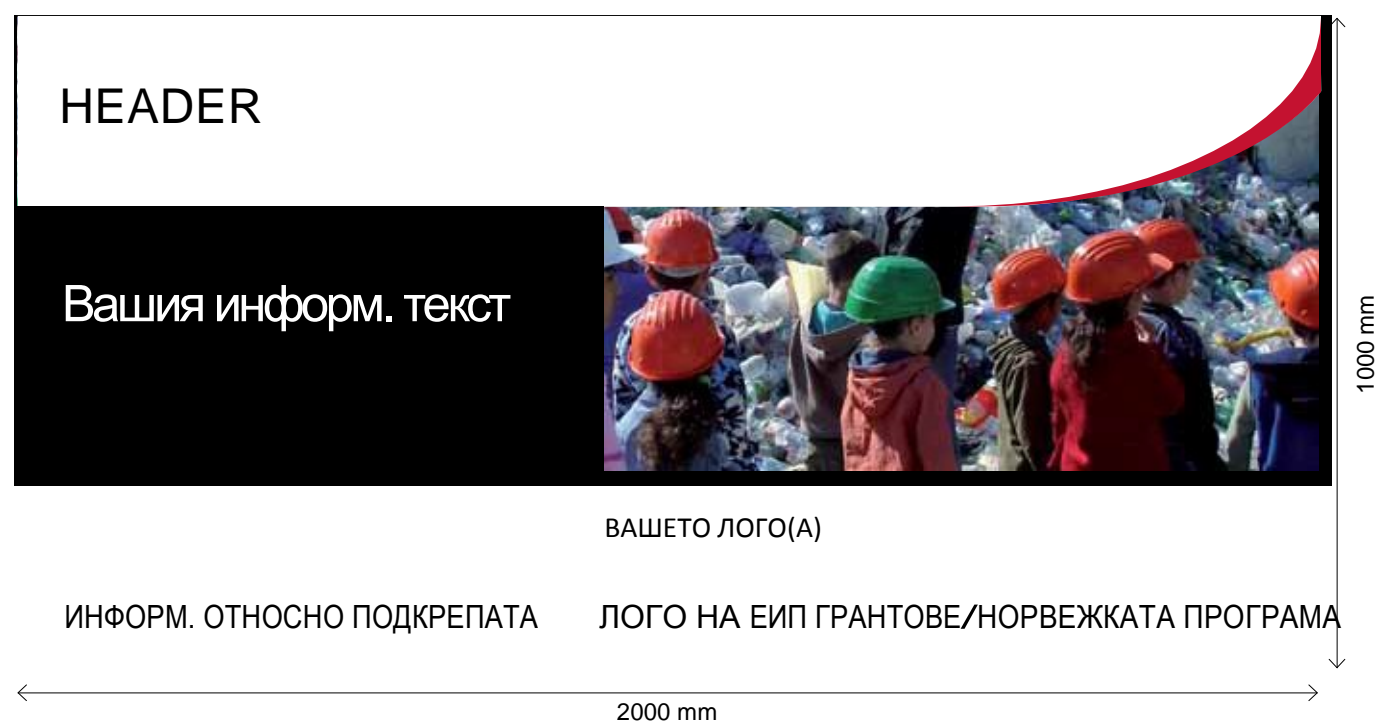 HEADER
Вашия информ. текст
1000 mm
ВАШЕТО ЛОГО(А)
ИНФОРМ. ОТНОСНО ПОДКРЕПАТА
ЛОГО НА ЕИП ГРАНТОВЕ/НОРВЕЖКАТА ПРОГРАМА
2000 mm